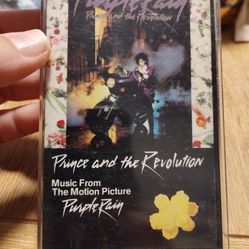 Purple Rain
Prince and the Revolution
Prince and the Revolution
Music From
The Motion Picture
Purple Rain